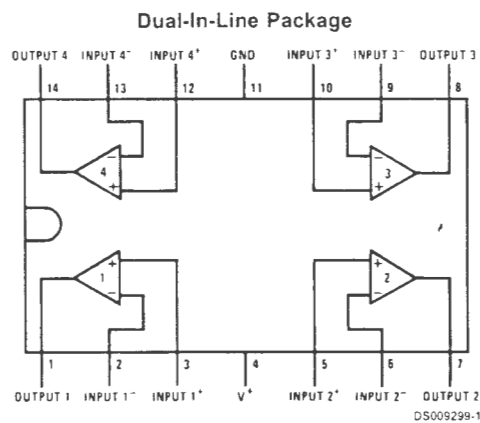 Dual-In-Line Package
OUTPUT 4 INPUT 4⁻ INPUT 4⁺ GND INPUT 3⁺ INPUT 3⁻ OUTPUT 3
14 13 12 11 10 9 8
− −
4 3
+ +
+ +
1 2
− −
1 2 3 4 5 6 7
OUTPUT 1 INPUT 1⁻ INPUT 1⁺ V⁺ INPUT 2⁺ INPUT 2⁻ OUTPUT 2
DS009299-1